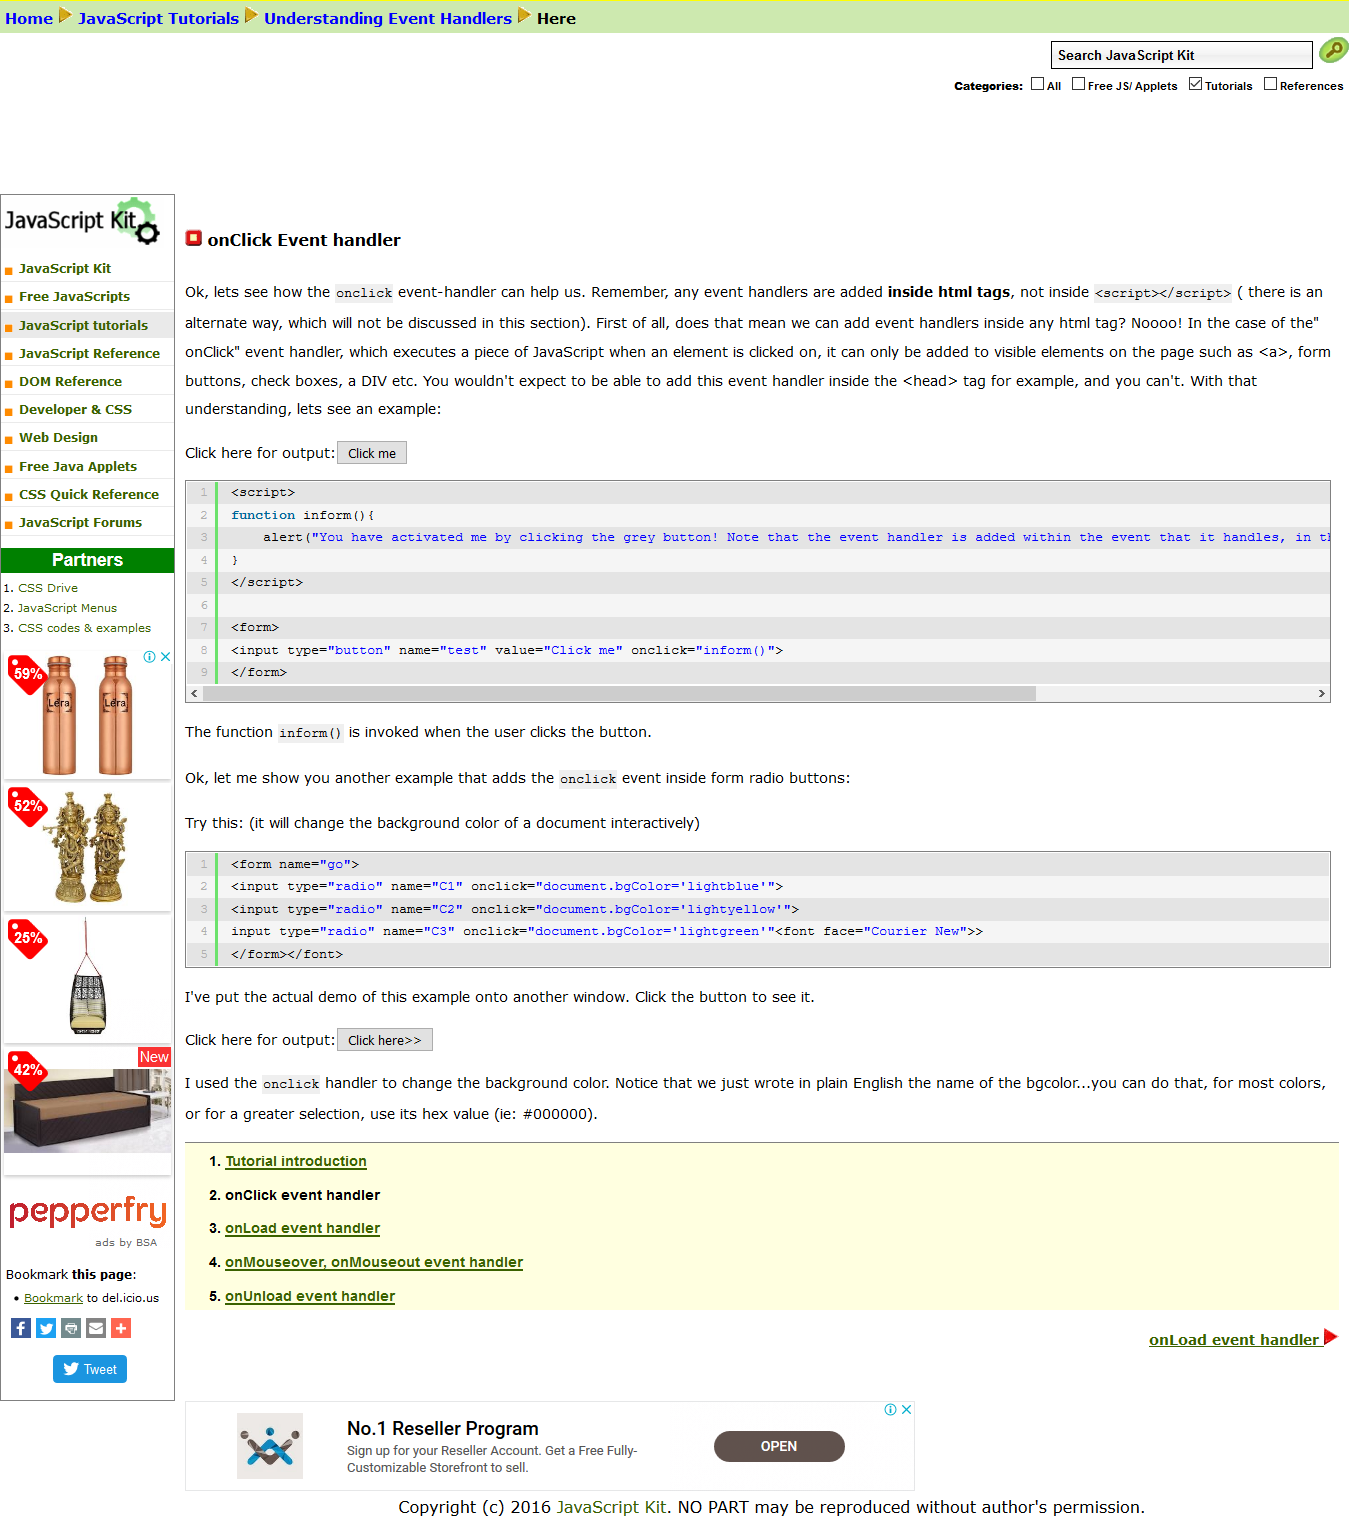 Home JavaScript Tutorials Understanding Event Handlers Here
Search JavaScript Kit
Categories: All Free JS/ Applets Tutorials References
JavaScript Kit
JavaScript Kit
Free JavaScripts
JavaScript tutorials
JavaScript Reference
DOM Reference
Developer & CSS
Web Design
Free Java Applets
CSS Quick Reference
JavaScript Forums
Partners
1. CSS Drive
2. JavaScript Menus
3. CSS codes & examples
59%
Lera Lera
52%
25%
New
42%
pepperfry
ads by BSA
Bookmark this page:
• Bookmark to del.icio.us
Tweet
onClick Event handler
Ok, lets see how the onclick event-handler can help us. Remember, any event handlers are added inside html tags, not inside <script></script> ( there is an
alternate way, which will not be discussed in this section). First of all, does that mean we can add event handlers inside any html tag? Noooo! In the case of the"
onClick" event handler, which executes a piece of JavaScript when an element is clicked on, it can only be added to visible elements on the page such as <a>, form
buttons, check boxes, a DIV etc. You wouldn't expect to be able to add this event handler inside the <head> tag for example, and you can't. With that
understanding, lets see an example:
Click here for output: Click me
1 <script>
2 function inform(){
3 alert("You have activated me by clicking the grey button! Note that the event handler is added within the event that it handles, in th
4 }
5 </script>
6
7 <form>
8 <input type="button" name="test" value="Click me" onclick="inform()">
9 </form>
The function inform() is invoked when the user clicks the button.
Ok, let me show you another example that adds the onclick event inside form radio buttons:
Try this: (it will change the background color of a document interactively)
1 <form name="go">
2 <input type="radio" name="C1" onclick="document.bgColor='lightblue'">
3 <input type="radio" name="C2" onclick="document.bgColor='lightyellow'">
4 input type="radio" name="C3" onclick="document.bgColor='lightgreen'"<font face="Courier New">>
5 </form></font>
I've put the actual demo of this example onto another window. Click the button to see it.
Click here for output: Click here>>
I used the onclick handler to change the background color. Notice that we just wrote in plain English the name of the bgcolor...you can do that, for most colors,
or for a greater selection, use its hex value (ie: #000000).
1. Tutorial introduction
2. onClick event handler
3. onLoad event handler
4. onMouseover, onMouseout event handler
5. onUnload event handler
onLoad event handler
No.1 Reseller Program
Sign up for your Reseller Account. Get a Free Fully-
Customizable Storefront to sell.
OPEN
Copyright (c) 2016 JavaScript Kit. NO PART may be reproduced without author's permission.